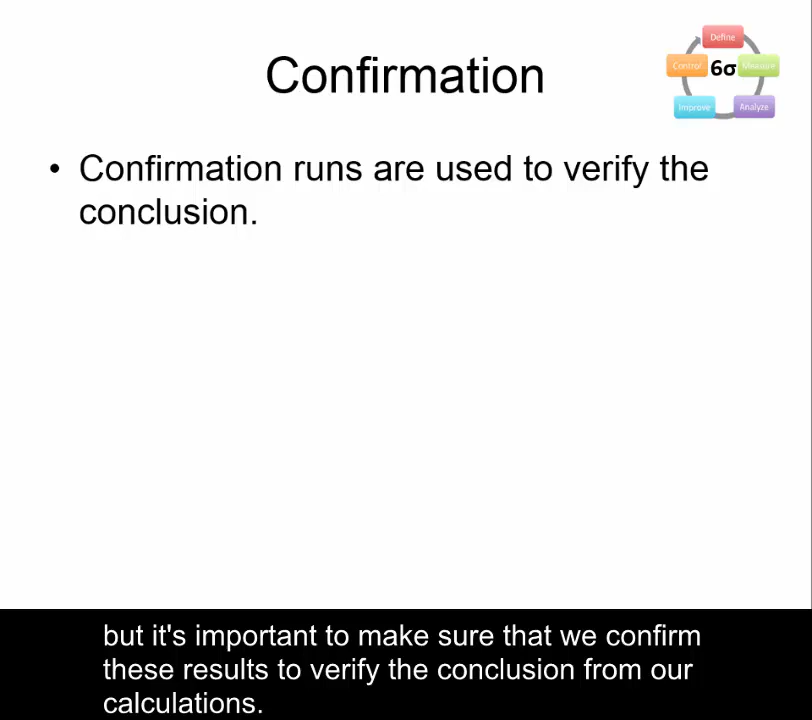 Define
Confirmation
Control 6σ Measure
Improve Analyze
• Confirmation runs are used to verify the
conclusion.
but it's important to make sure that we confirm
these results to verify the conclusion from our
calculations.